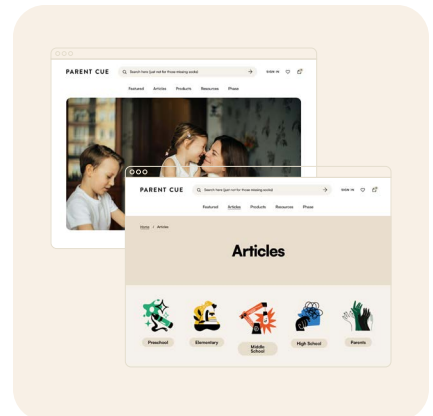 PARENT CUE
Search here (just not for those missing socks)
SIGN IN
Featured Articles Products Resources Phase
PARENT CUE
Search here (just not for those missing socks)
SIGN IN
Featured Articles Products Resources Phase
Home / Articles
Articles
Preschool
Elementary
Middle
School
High School
Parents